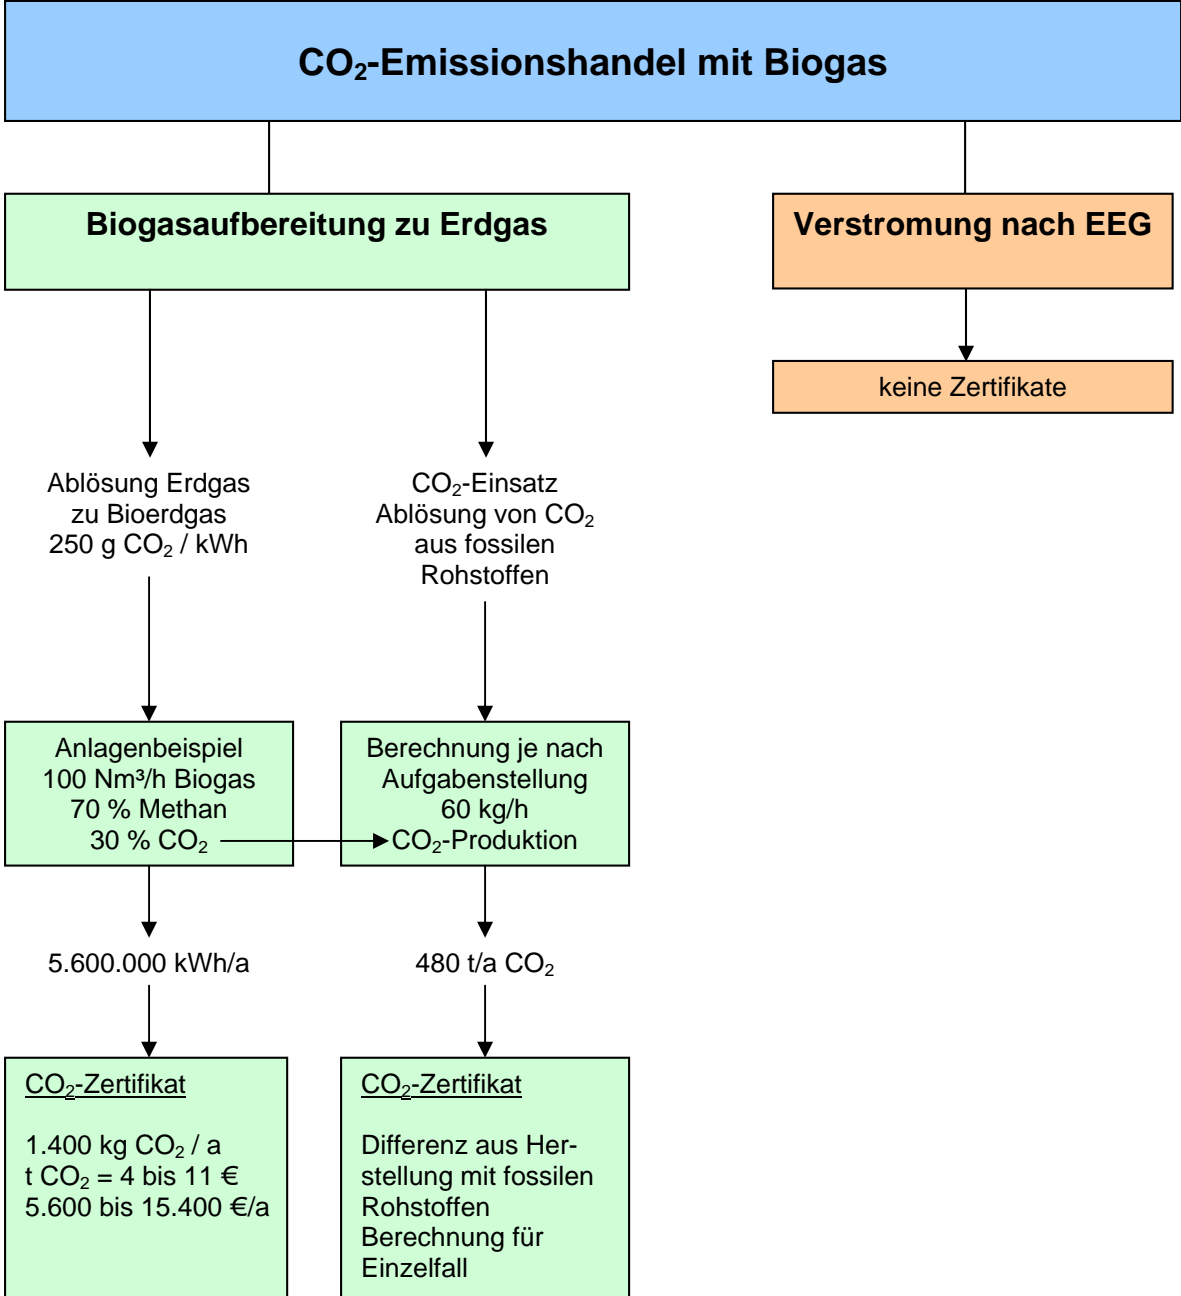 CO₂-Emissionshandel mit Biogas
Biogasaufbereitung zu Erdgas
Verstromung nach EEG
keine Zertifikate
Ablösung Erdgas
zu Bioerdgas
250 g CO₂ / kWh
CO₂-Einsatz
Ablösung von CO₂
aus fossilen
Rohstoffen
Anlagenbeispiel
100 Nm³/h Biogas
70 % Methan
30 % CO₂
Berechnung je nach
Aufgabenstellung
60 kg/h
CO₂-Produktion
5.600.000 kWh/a
480 t/a CO₂
CO₂-Zertifikat
1.400 kg CO₂ / a
t CO₂ = 4 bis 11 €
5.600 bis 15.400 €/a
CO₂-Zertifikat
Differenz aus Her-
stellung mit fossilen
Rohstoffen
Berechnung für
Einzelfall